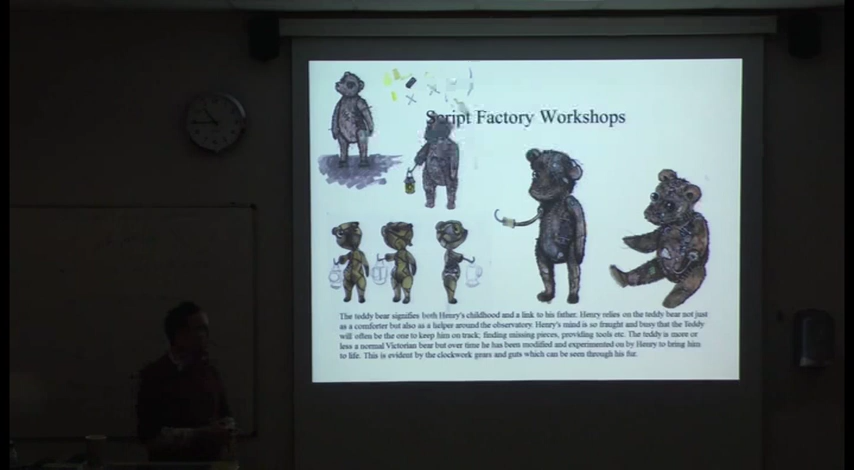 Script Factory Workshops
The teddy bear signifies both Henry's childhood and a link to his father. Henry relies on the teddy bear not just
as a comforter but also as a helper around the observatory. Henry's mind is so fraught and busy that the Teddy
will often be the one to keep him on track; finding missing pieces, providing tools etc. The teddy is more or
less a normal Victorian bear but over time he has been modified and experimented on by Henry to bring him
to life. This is evident by the clockwork gears and guts which can be seen through his fur.